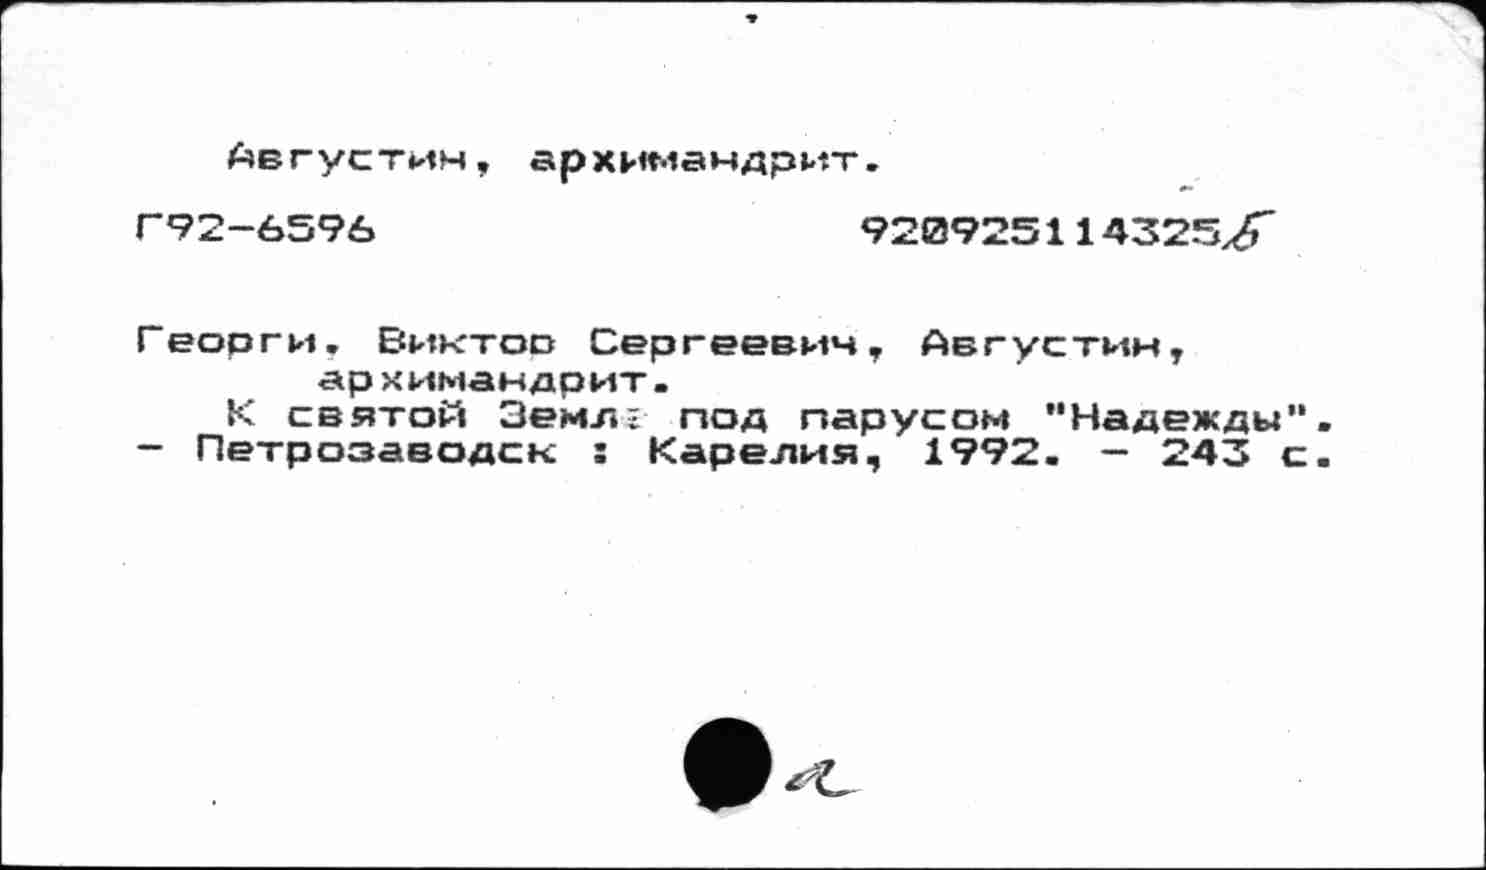 Августин, архимандрит.
Г92-6596 920925114325Б
Георги, Виктор Сергеевич, Августин,
архимандрит.
К святой Земле под парусом "Надежды".
- Петрозаводск : Карелия, 1992. - 243 с.
а